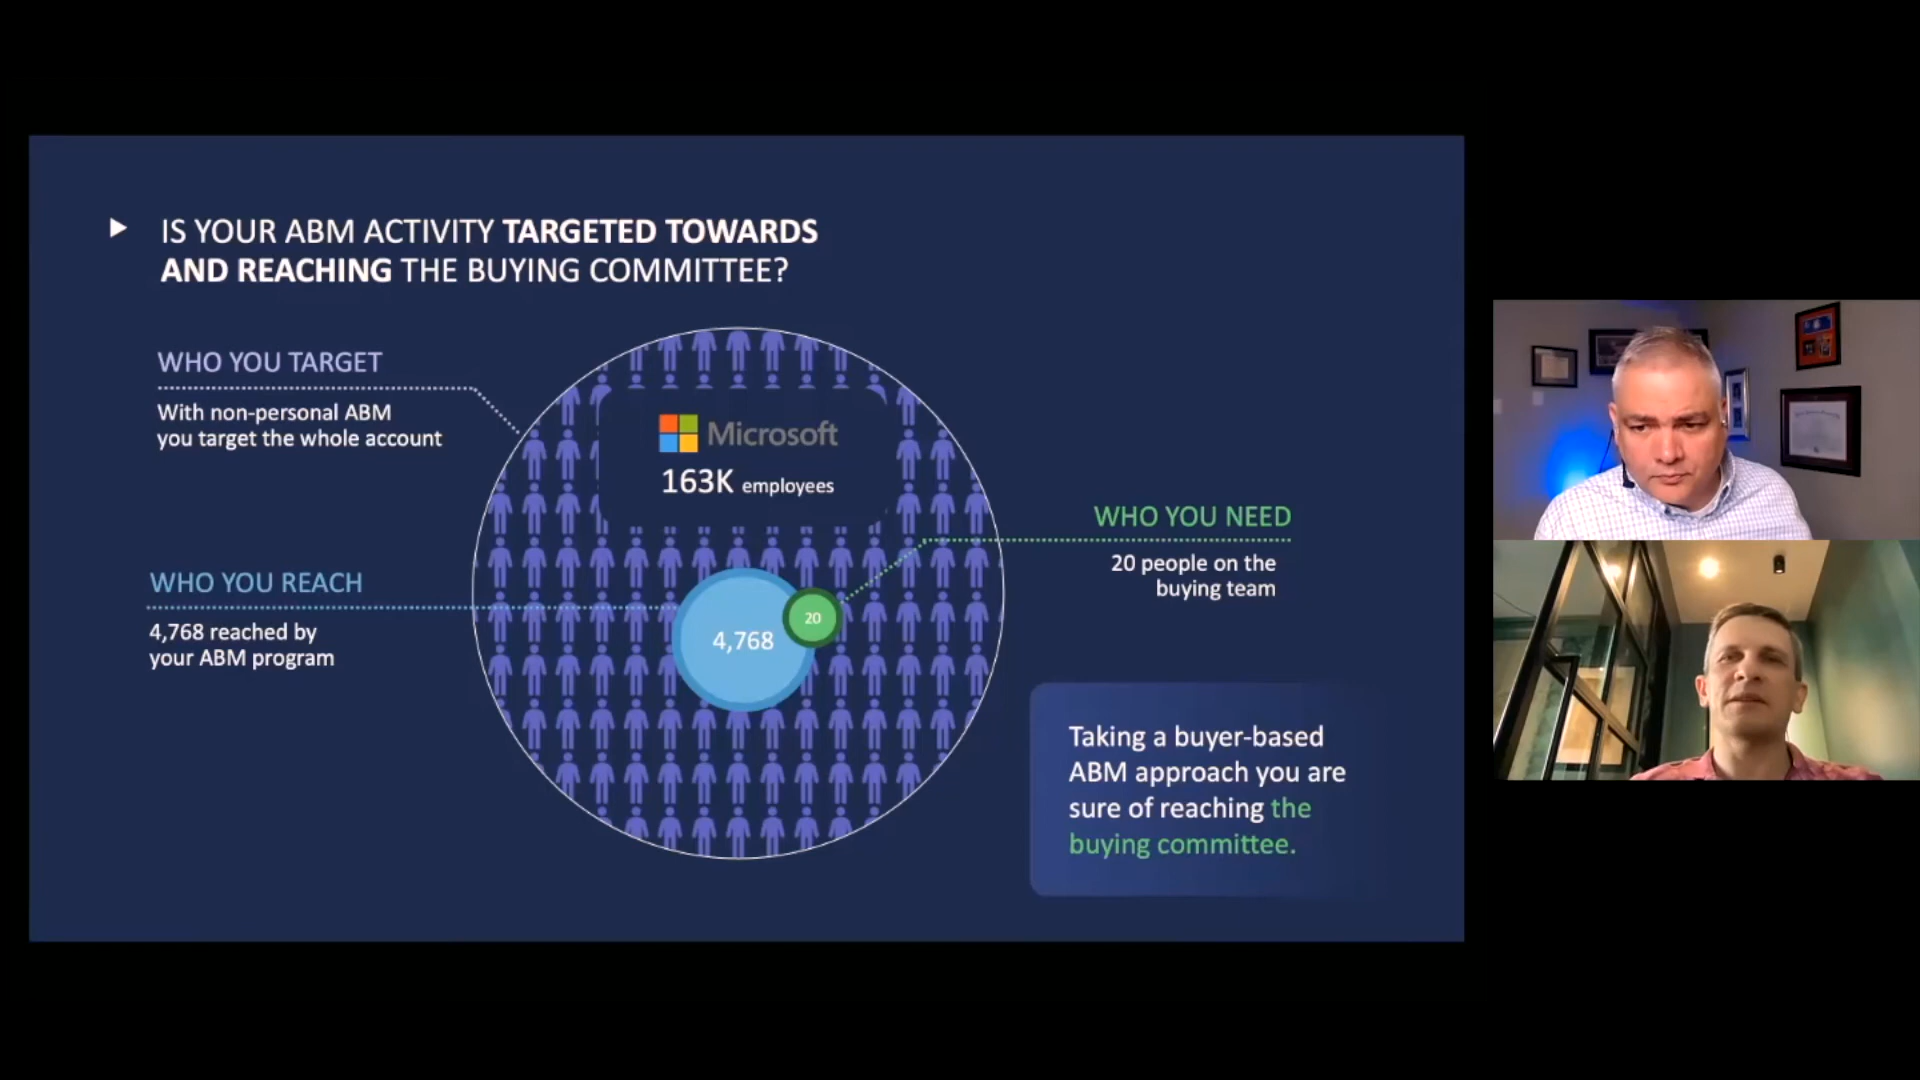 IS YOUR ABM ACTIVITY TARGETED TOWARDS
AND REACHING THE BUYING COMMITTEE?
WHO YOU TARGET
With non-personal ABM
you target the whole account
Microsoft
163K employees
WHO YOU REACH
4,768 reached by
your ABM program
4,768
20
WHO YOU NEED
20 people on the
buying team
Taking a buyer-based
ABM approach you are
sure of reaching the
buying committee.